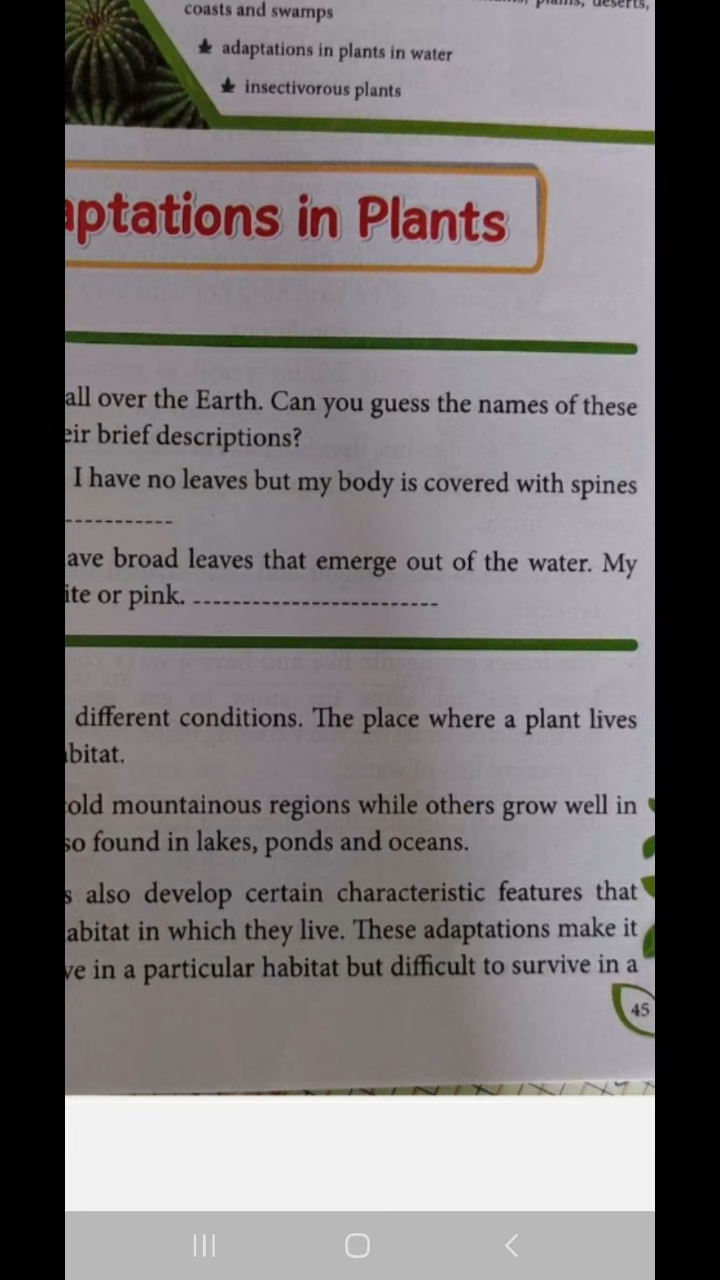 plains, deserts,
coasts and swamps
adaptations in plants in water
insectivorous plants
aptations in Plants
all over the Earth. Can you guess the names of these
eir brief descriptions?
I have no leaves but my body is covered with spines
ave broad leaves that emerge out of the water. My
ite or pink.
different conditions. The place where a plant lives
bitat.
old mountainous regions while others grow well in
so found in lakes, ponds and oceans.
s also develop certain characteristic features that
abitat in which they live. These adaptations make it
ve in a particular habitat but difficult to survive in a
45